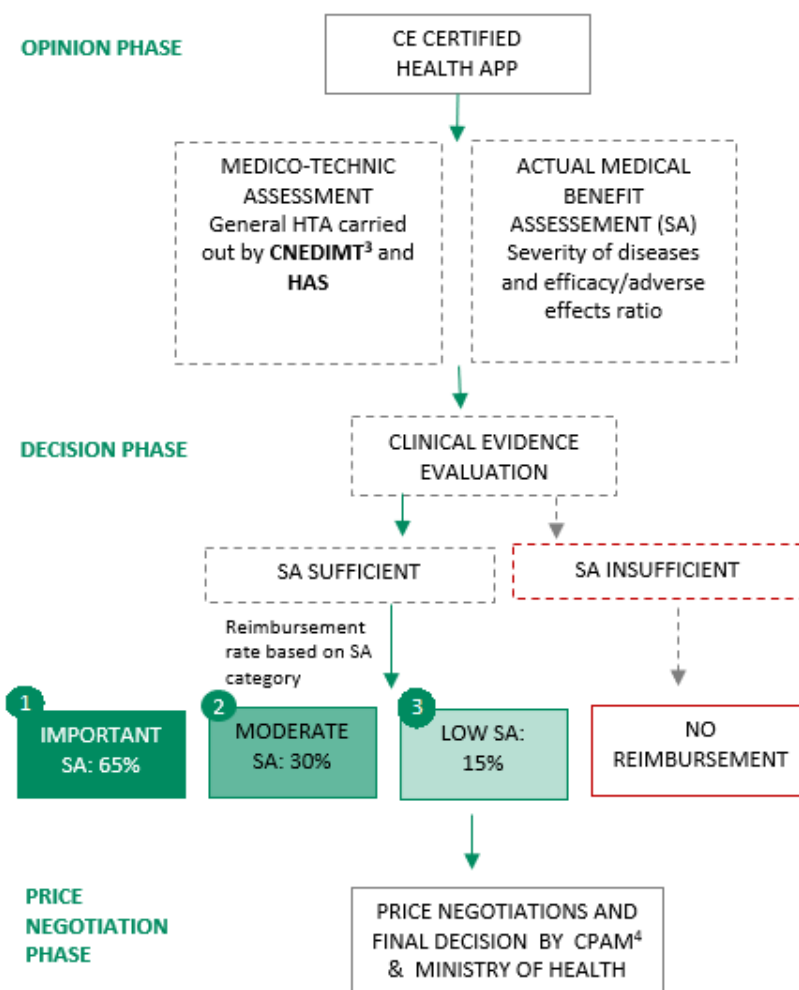 OPINION PHASE
CE CERTIFIED
HEALTH APP
MEDICO-TECHNIC
ASSESSMENT
General HTA carried
out by CNEDIMT³ and
HAS
ACTUAL MEDICAL
BENEFIT
ASSESSEMENT (SA)
Severity of diseases
and efficacy/adverse
effects ratio
DECISION PHASE
CLINICAL EVIDENCE
EVALUATION
SA SUFFICIENT
SA INSUFFICIENT
Reimbursement
rate based on SA
category
1
IMPORTANT
SA: 65%
2
MODERATE
SA: 30%
3
LOW SA:
15%
NO
REIMBURSEMENT
PRICE
NEGOTIATION
PHASE
PRICE NEGOTIATIONS AND
FINAL DECISION BY CPAM⁴
& MINISTRY OF HEALTH